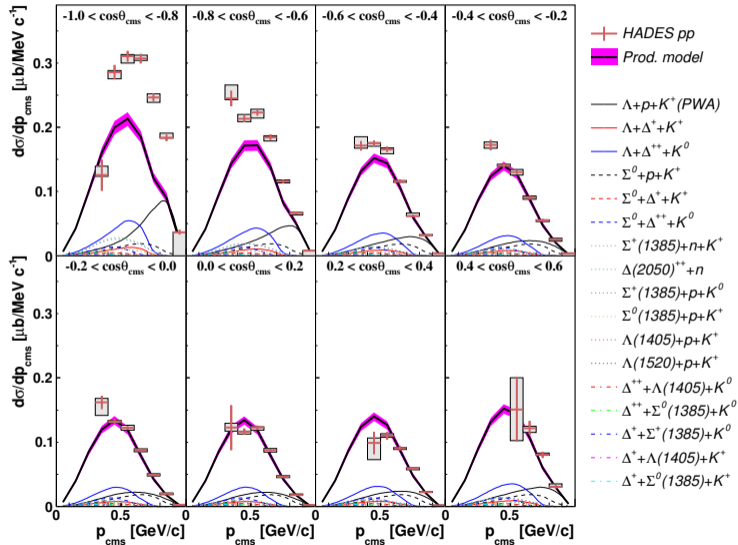 -1.0 < cosθcms < -0.8
-0.8 < cosθcms < -0.6
-0.6 < cosθcms < -0.4
-0.4 < cosθcms < -0.2
dσ/dpcms [μb/MeV c⁻¹]
0.3
0.2
0.1
0
-0.2 < cosθcms < 0.0
0.0 < cosθcms < 0.2
0.2 < cosθcms < 0.4
0.4 < cosθcms < 0.6
dσ/dpcms [μb/MeV c⁻¹]
0.3
0.2
0.1
0
0 0.5 0.5 0.5 0.5
pcms [GeV/c] pcms [GeV/c] pcms [GeV/c] pcms [GeV/c]
HADES pp
Prod. model
Λ+p+K⁺(PWA)
Λ+Δ⁺+K⁺
Λ+Δ⁺⁺+K⁰
Σ⁰+p+K⁺
Σ⁰+Δ⁺+K⁺
Σ⁰+Δ⁺⁺+K⁰
Σ⁺(1385)+n+K⁺
Δ(2050)⁺⁺+n
Σ⁺(1385)+p+K⁰
Σ⁰(1385)+p+K⁺
Λ(1405)+p+K⁺
Λ(1520)+p+K⁺
Δ⁺⁺+Λ(1405)+K⁰
Δ⁺⁺+Σ⁰(1385)+K⁰
Δ⁺+Σ⁺(1385)+K⁰
Δ⁺+Λ(1405)+K⁺
Δ⁺+Σ⁰(1385)+K⁺